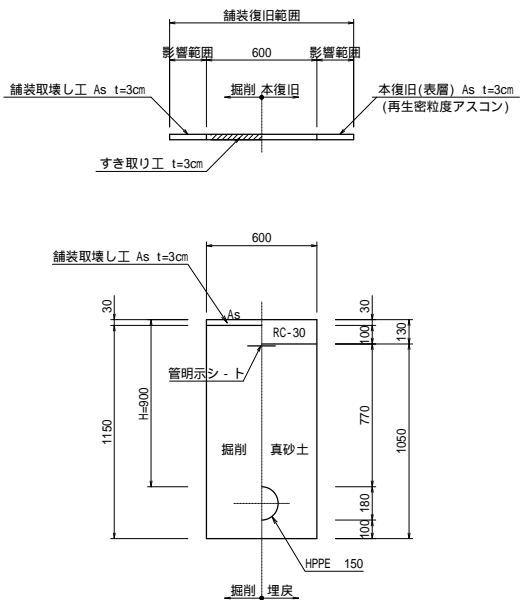 舗装復旧範囲
影響範囲 600 影響範囲
舗装取壊し工 As t=3cm
掘削 本復旧
本復旧(表層) As t=3cm
(再生密粒度アスコン)
すき取り工 t=3cm
600
舗装取壊し工 As t=3cm
30
As
30
RC-30
100
130
管明示シ-ト
H=900
1150
770
1050
掘削 真砂土
180
100
HPPE 150
掘削 埋戻